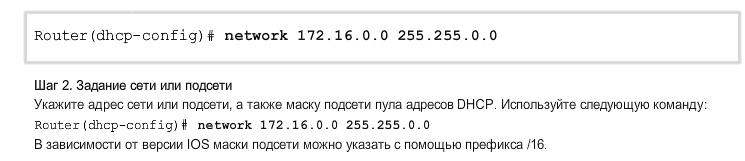 Router(dhcp-config)# network 172.16.0.0 255.255.0.0
Шаг 2. Задание сети или подсети
Укажите адрес сети или подсети, а также маску подсети пула адресов DHCP. Используйте следующую команду:
Router(dhcp-config)# network 172.16.0.0 255.255.0.0
В зависимости от версии IOS маски подсети можно указать с помощью префикса /16.